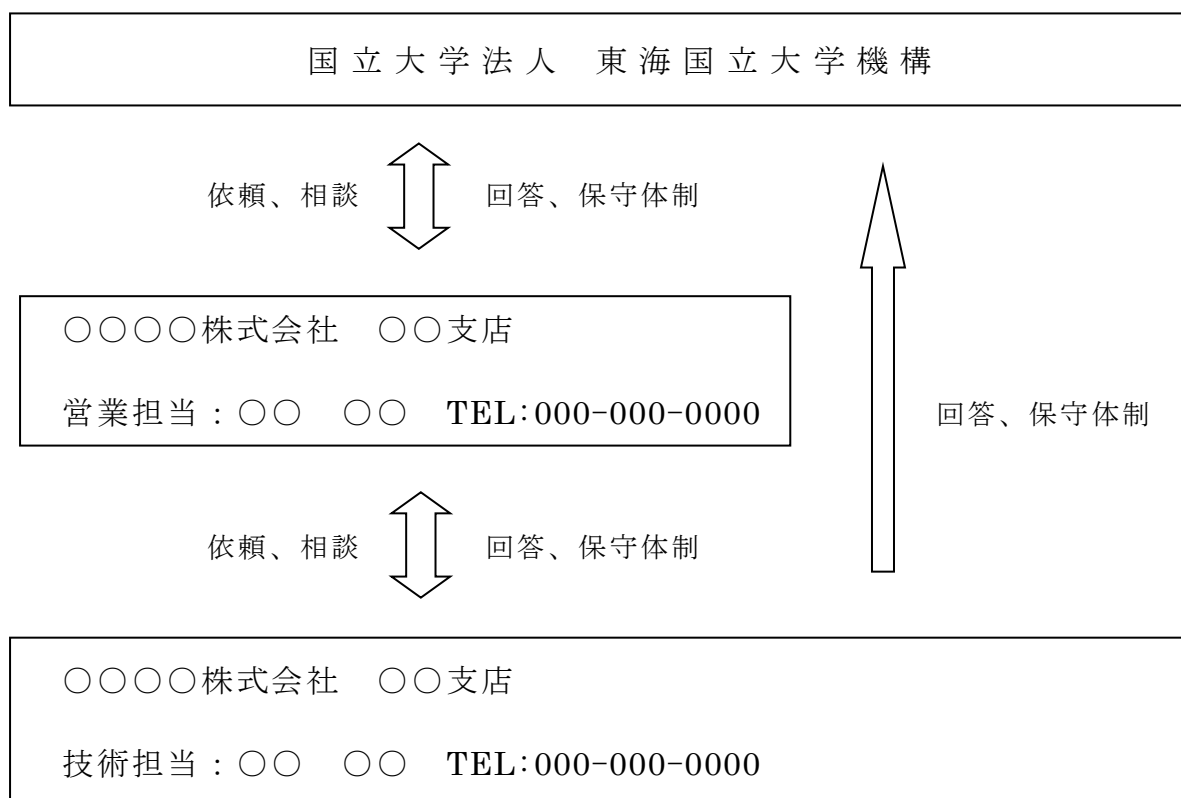 国立大学法人　東海国立大学機構
依頼、相談
回答、保守体制
○○○○株式会社　○○支店
営業担当：○○　○○　TEL:000-000-0000
回答、保守体制
依頼、相談
回答、保守体制
○○○○株式会社　○○支店
技術担当：○○　○○　TEL:000-000-0000